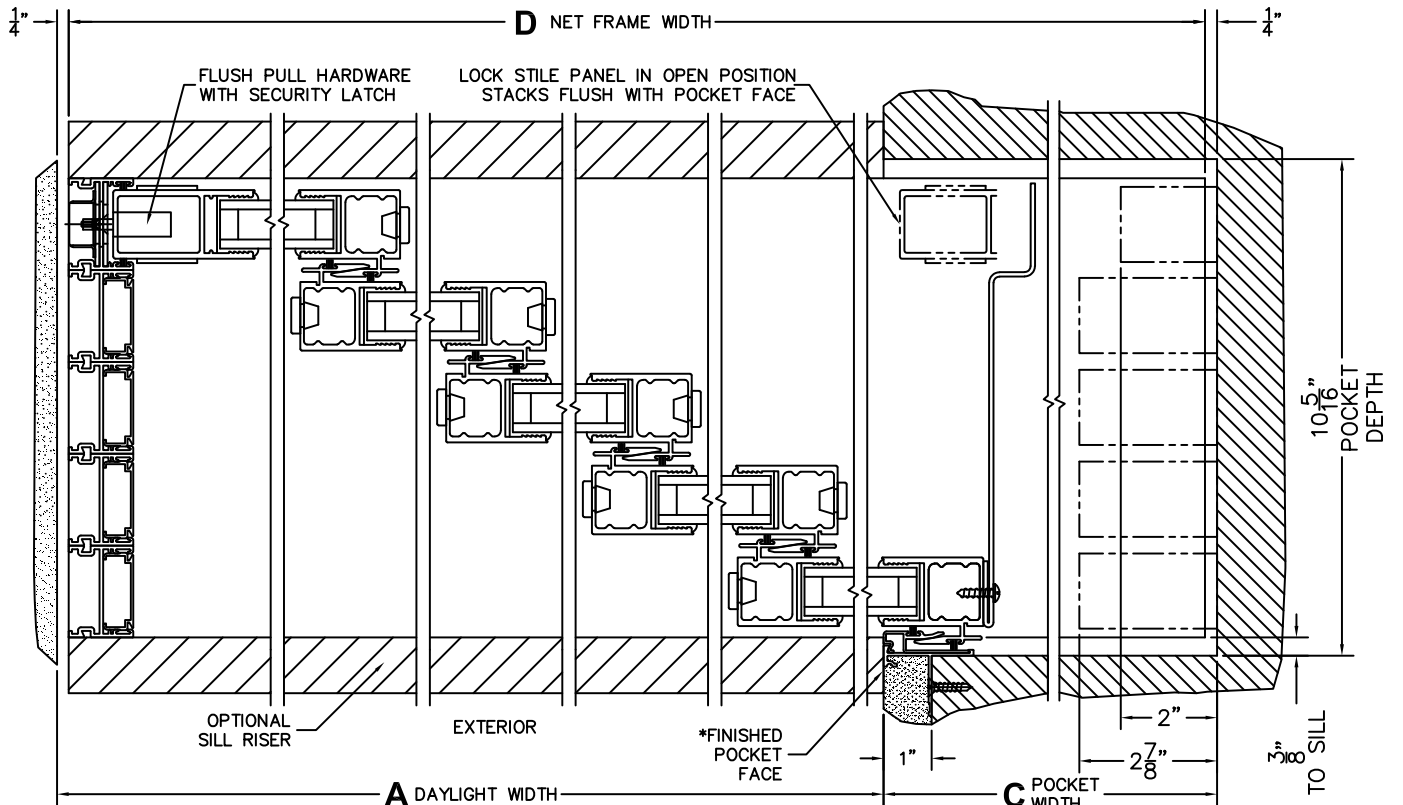 1/4"
D NET FRAME WIDTH
1/4"
FLUSH PULL HARDWARE
WITH SECURITY LATCH
LOCK STILE PANEL IN OPEN POSITION
STACKS FLUSH WITH POCKET FACE
10 5/16"
POCKET
DEPTH
OPTIONAL
SILL RISER
EXTERIOR
*FINISHED
POCKET
FACE
1"
2"
2 7/8"
3/8"
TO SILL
A DAYLIGHT WIDTH
C POCKET
WIDTH